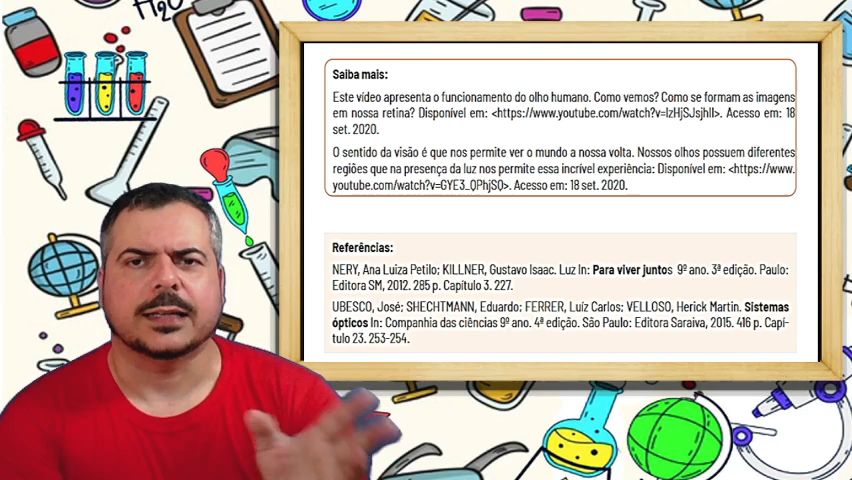 H₂O
Saiba mais:
Este vídeo apresenta o funcionamento do olho humano. Como vemos? Como se formam as imagens
em nossa retina? Disponível em: <https://www.youtube.com/watch?v=lzHjSJsjhlI>. Acesso em: 18
set. 2020.
O sentido da visão é que nos permite ver o mundo a nossa volta. Nossos olhos possuem diferentes
regiões que na presença da luz nos permite essa incrível experiência: Disponível em: <https://www.
youtube.com/watch?v=GYE3_QPhjSQ>. Acesso em: 18 set. 2020.
Referências:
NERY, Ana Luiza Petilo; KILLNER, Gustavo Isaac. Luz In: Para viver juntos 9º ano. 3ª edição. Paulo:
Editora SM, 2012. 285 p. Capítulo 3. 227.
UBESCO, José; SHECHTMANN, Eduardo; FERRER, Luíz Carlos; VELLOSO, Herick Martin. Sistemas
ópticos In: Companhia das ciências 9º ano. 4ª edição. São Paulo: Editora Saraiva, 2015. 416 p. Capí-
tulo 23. 253-254.